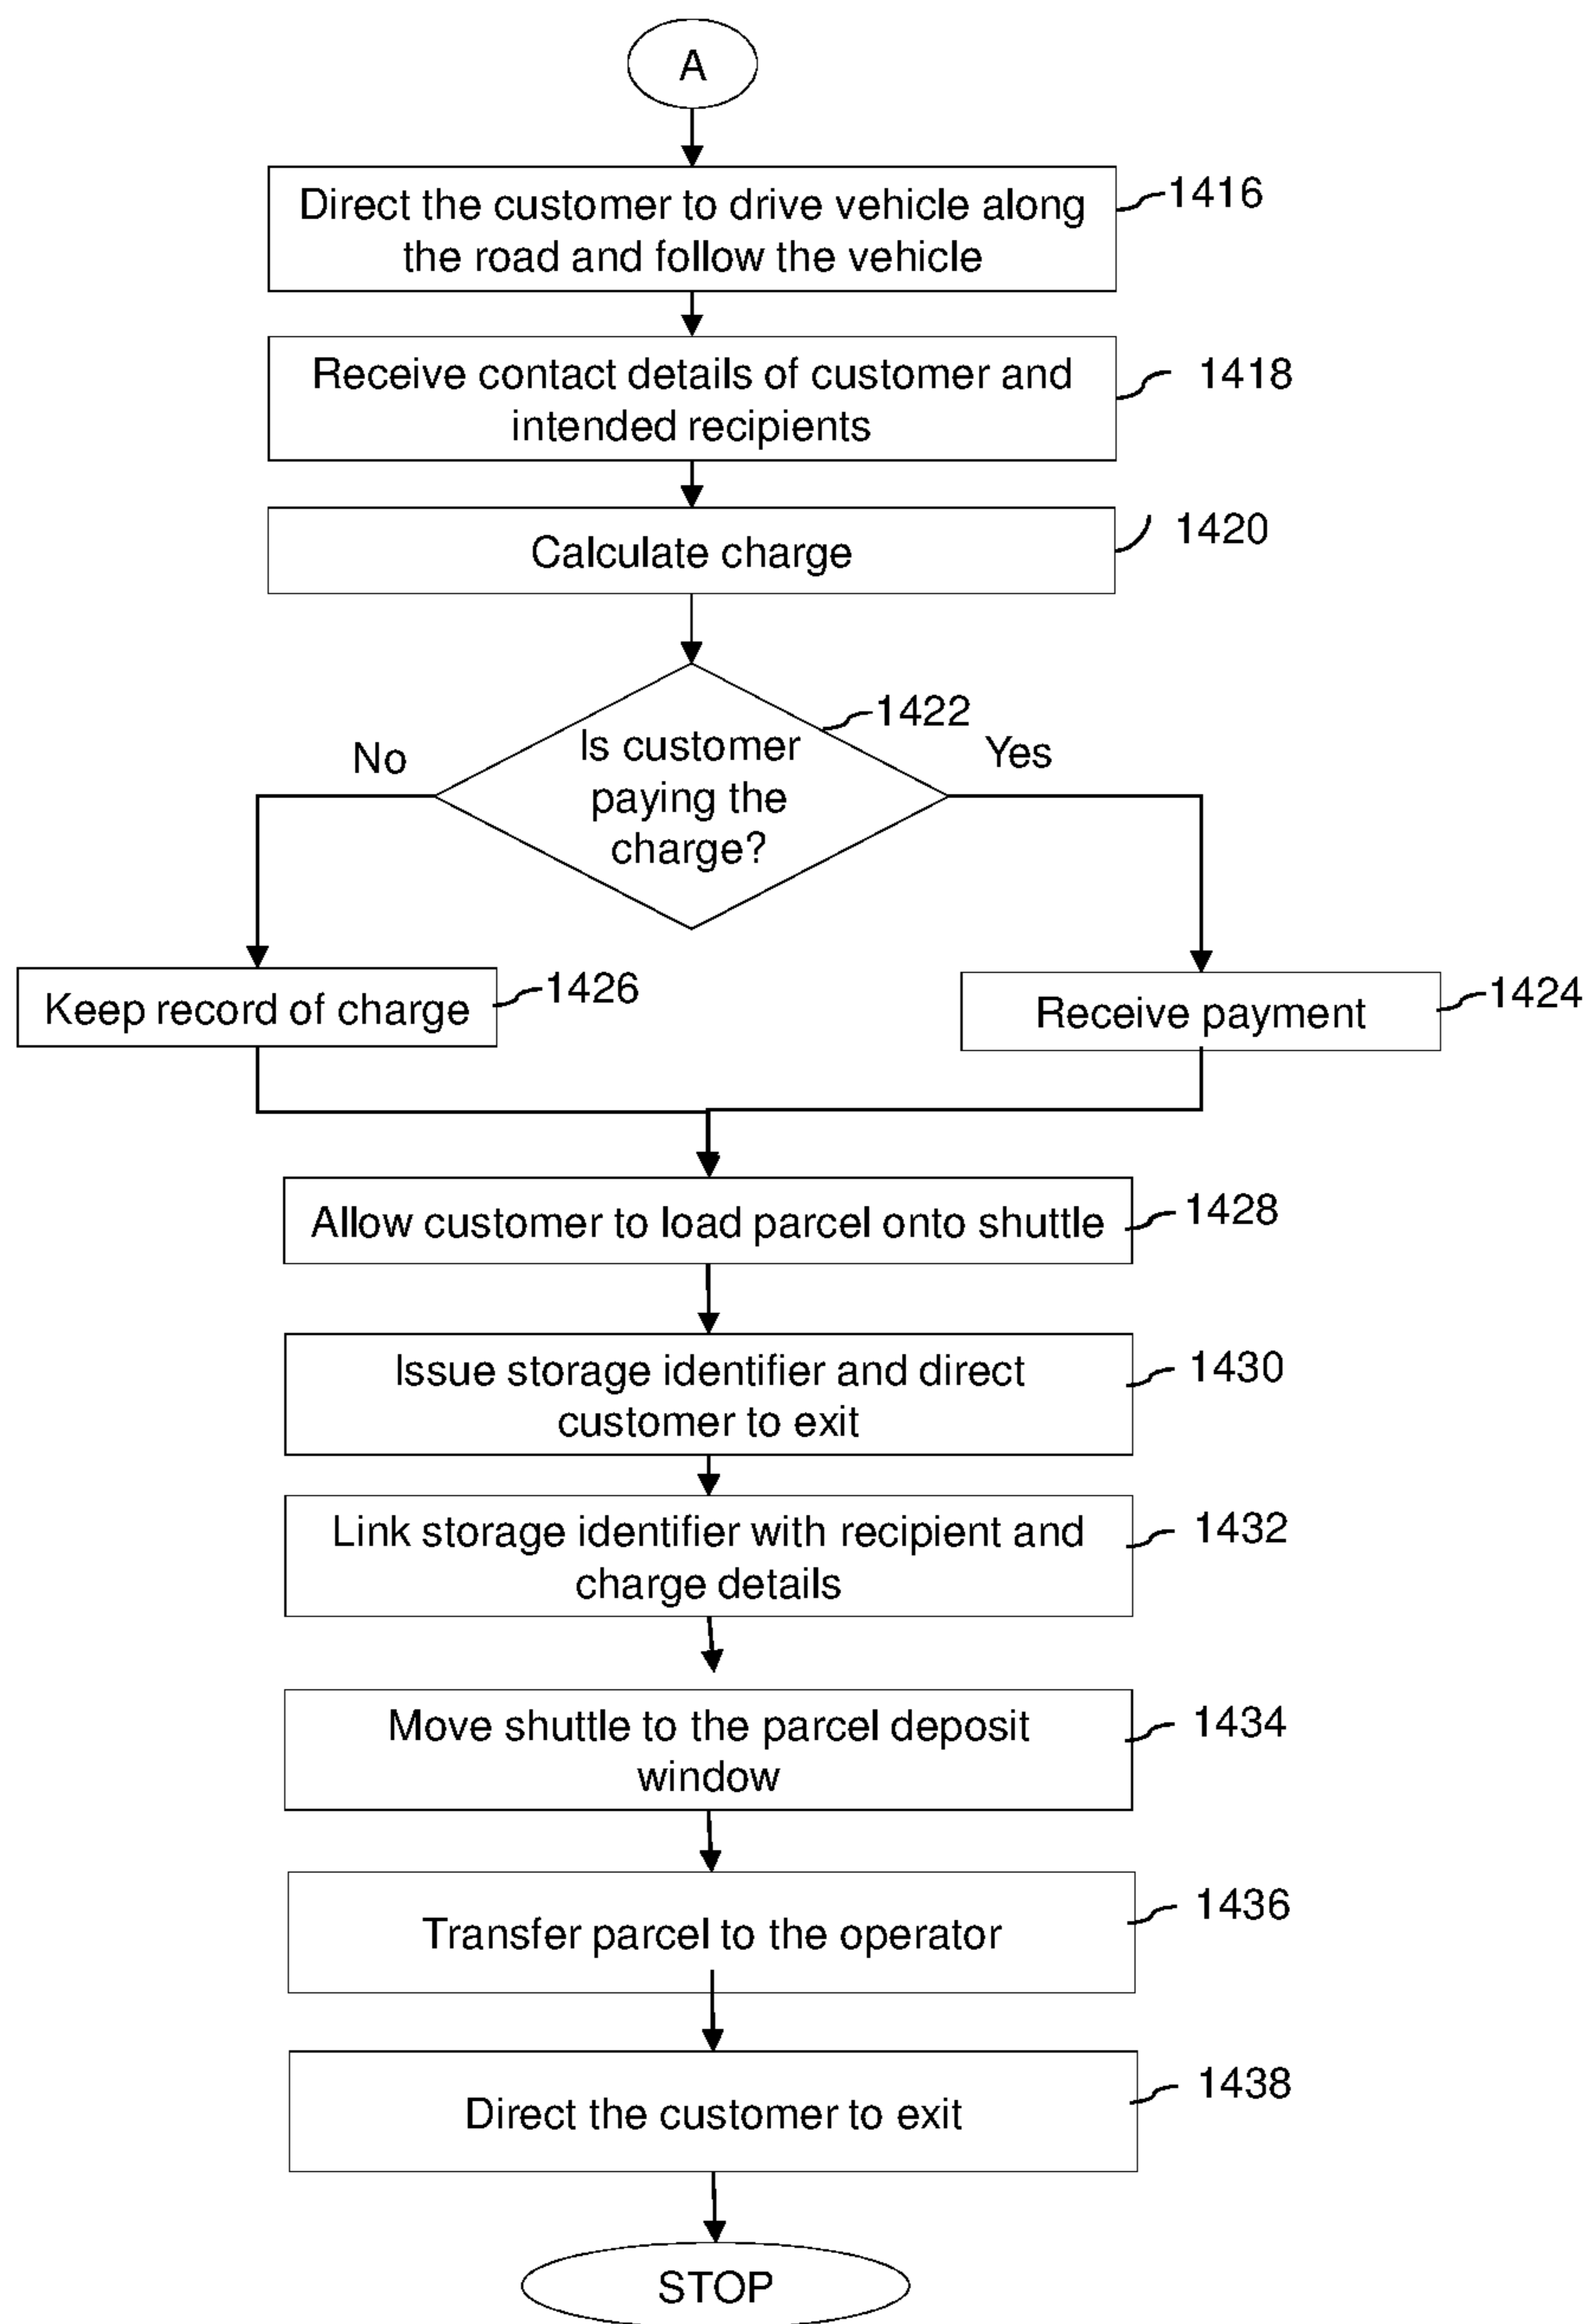 A
Direct the customer to drive vehicle along
the road and follow the vehicle
1416
Receive contact details of customer and
intended recipients
1418
Calculate charge
1420
Is customer
paying the
charge?
1422
No
Yes
Keep record of charge
1426
Receive payment
1424
Allow customer to load parcel onto shuttle
1428
Issue storage identifier and direct
customer to exit
1430
Link storage identifier with recipient and
charge details
1432
Move shuttle to the parcel deposit
window
1434
Transfer parcel to the operator
1436
Direct the customer to exit
1438
STOP